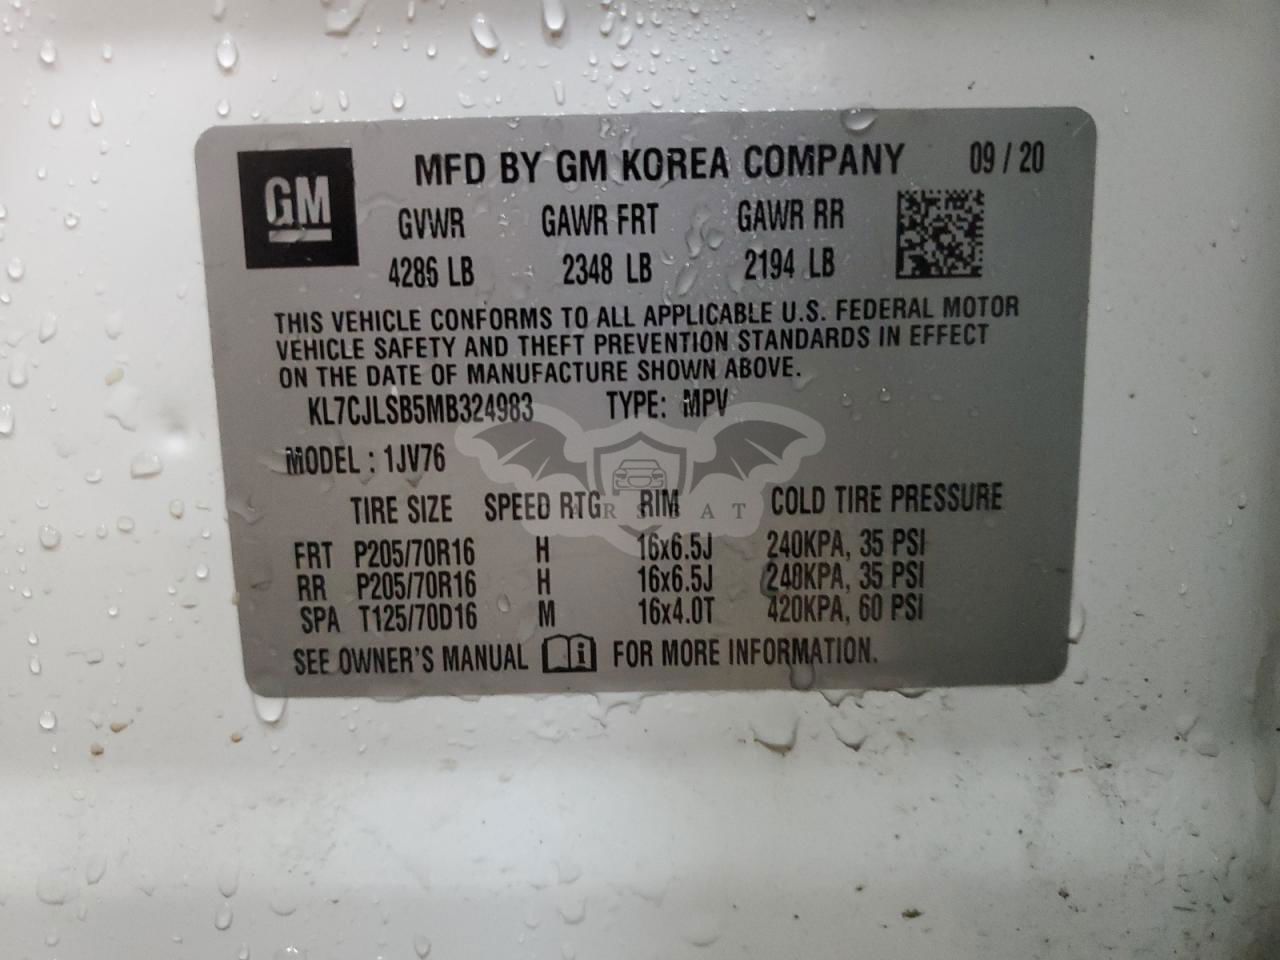 GM
MFD BY GM KOREA COMPANY 09 / 20
GVWR GAWR FRT GAWR RR
4286 LB 2348 LB 2194 LB
THIS VEHICLE CONFORMS TO ALL APPLICABLE U.S. FEDERAL MOTOR
VEHICLE SAFETY AND THEFT PREVENTION STANDARDS IN EFFECT
ON THE DATE OF MANUFACTURE SHOWN ABOVE.
KL7CJLSB5MB324983 TYPE: MPV
MODEL : 1JV76
TIRE SIZE SPEED RTG RIM COLD TIRE PRESSURE
FRT P205/70R16 H 16x6.5J 240KPA, 35 PSI
RR P205/70R16 H 16x6.5J 240KPA, 35 PSI
SPA T125/70D16 M 16x4.0T 420KPA, 60 PSI
SEE OWNER'S MANUAL i FOR MORE INFORMATION.